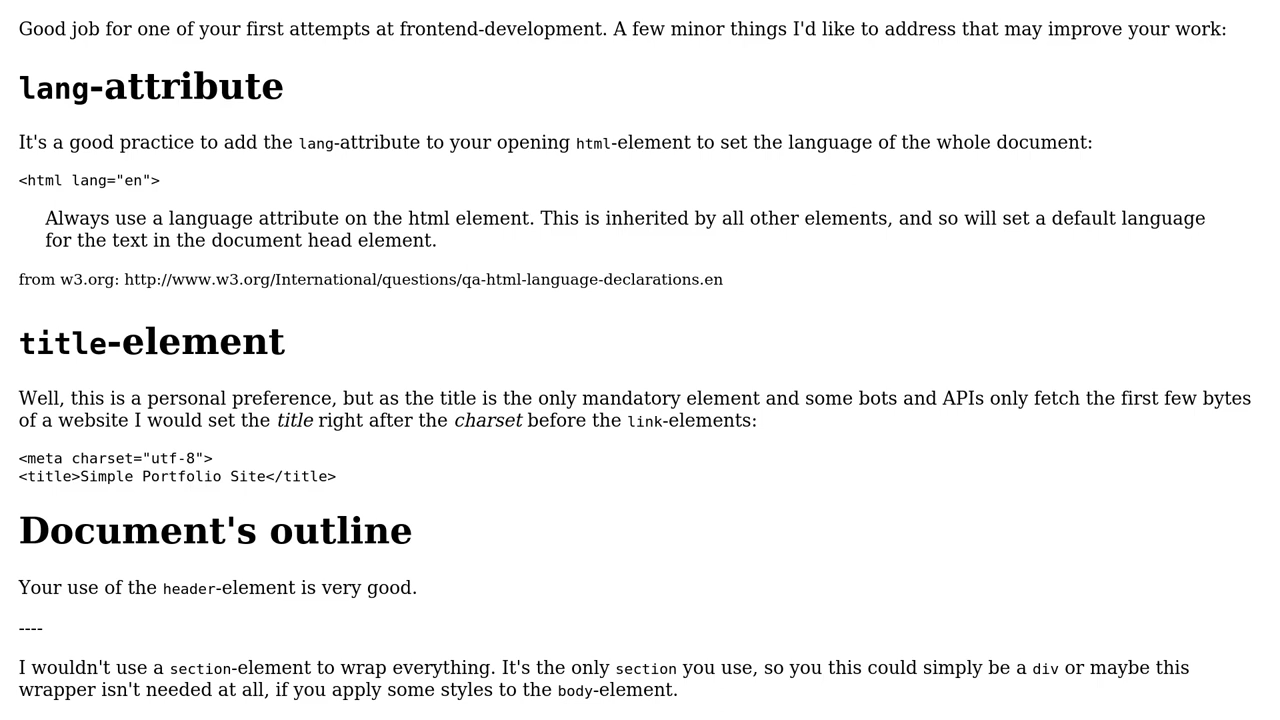 Good job for one of your first attempts at frontend-development. A few minor things I'd like to address that may improve your work:
lang-attribute
It's a good practice to add the lang-attribute to your opening html-element to set the language of the whole document:
<html lang="en">
Always use a language attribute on the html element. This is inherited by all other elements, and so will set a default language
for the text in the document head element.
from w3.org: http://www.w3.org/International/questions/qa-html-language-declarations.en
title-element
Well, this is a personal preference, but as the title is the only mandatory element and some bots and APIs only fetch the first few bytes
of a website I would set the title right after the charset before the link-elements:
<meta charset="utf-8">
<title>Simple Portfolio Site</title>
Document's outline
Your use of the header-element is very good.
----
I wouldn't use a section-element to wrap everything. It's the only section you use, so you this could simply be a div or maybe this
wrapper isn't needed at all, if you apply some styles to the body-element.